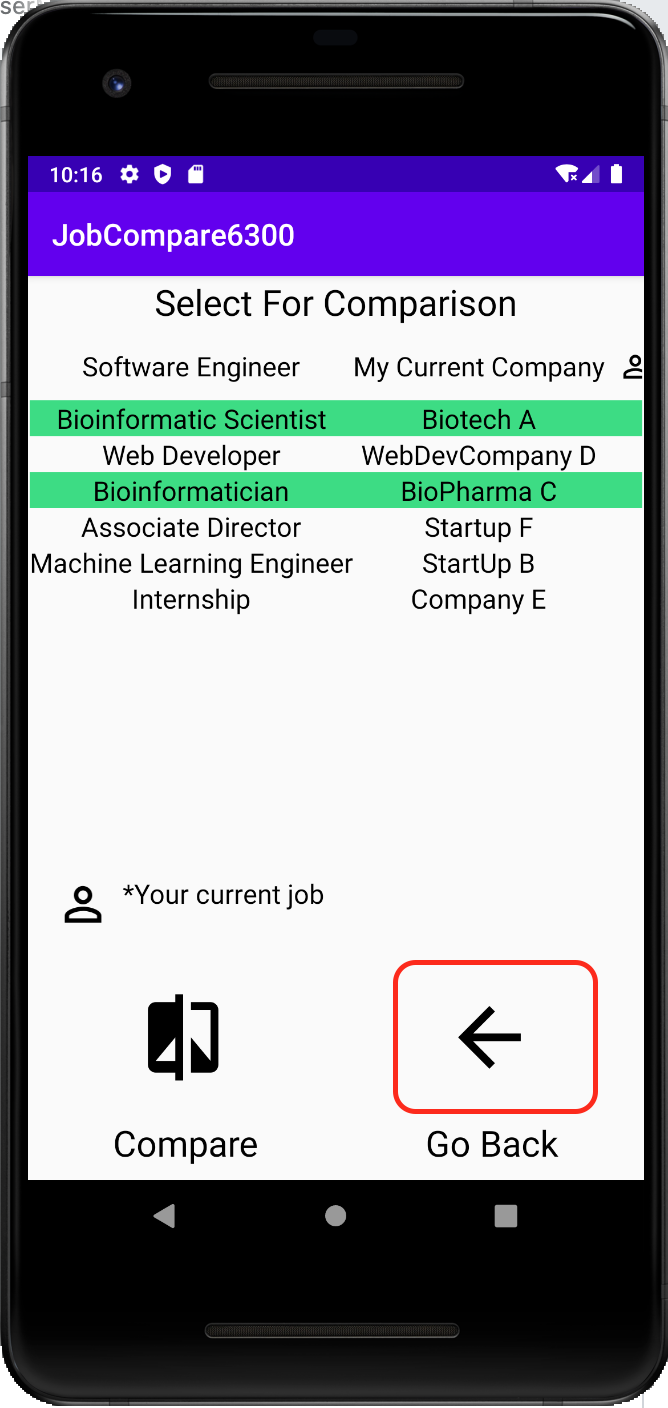 ser
10:16
JobCompare6300
Select For Comparison
Software Engineer My Current Company
Bioinformatic Scientist Biotech A
Web Developer WebDevCompany D
Bioinformatician BioPharma C
Associate Director Startup F
Machine Learning Engineer StartUp B
Internship Company E
*Your current job
Compare Go Back